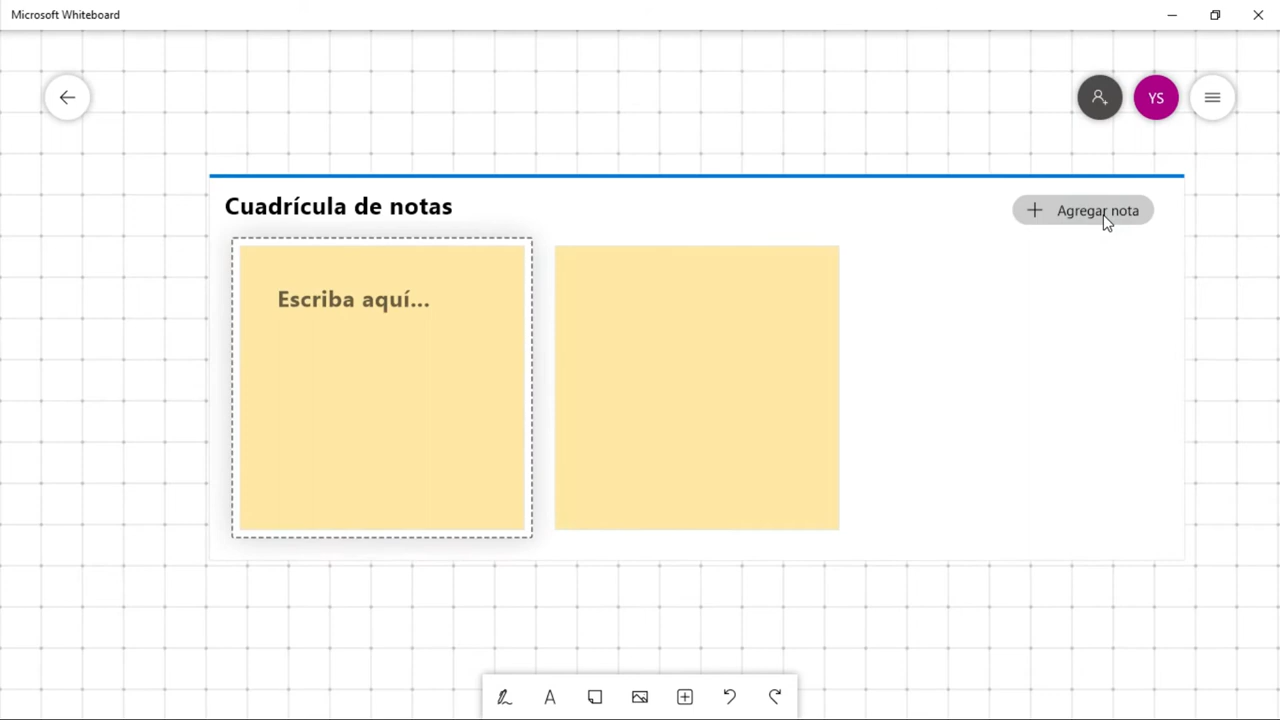 Microsoft Whiteboard
YS
Cuadrícula de notas
Agregar nota
Escriba aquí...